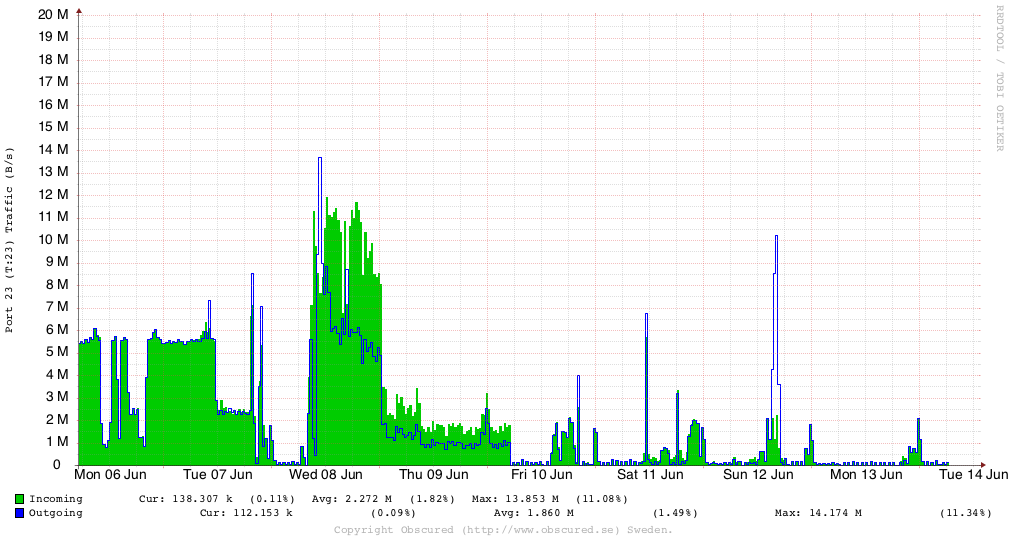 20 M
19 M
18 M
17 M
16 M
15 M
14 M
13 M
12 M
11 M
10 M
9 M
8 M
7 M
6 M
5 M
4 M
3 M
2 M
1 M
0
Port 23 (T:23) Traffic (B/s)
RRDTOOL / TOBI OETIKER
Mon 06 Jun Tue 07 Jun Wed 08 Jun Thu 09 Jun Fri 10 Jun Sat 11 Jun Sun 12 Jun Mon 13 Jun Tue 14 Jun
Incoming Cur: 138.307 k (0.11%) Avg: 2.272 M (1.82%) Max: 13.853 M (11.08%)
Outgoing Cur: 112.153 k (0.09%) Avg: 1.860 M (1.49%) Max: 14.174 M (11.34%)
Copyright Obscured (http://www.obscured.se) Sweden.